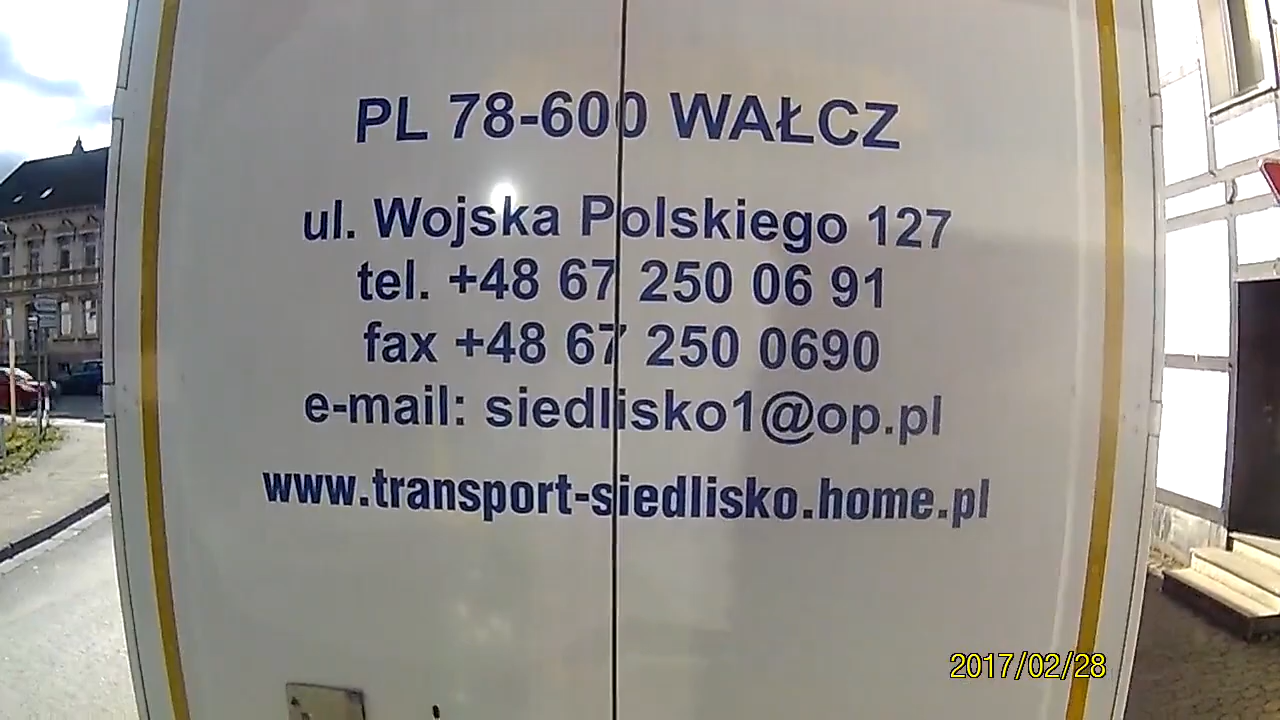 PL 78-600 WAŁCZ
ul. Wojska Polskiego 127
tel. +48 67 250 06 91
fax +48 67 250 0690
e-mail: siedlisko1@op.pl
www.transport-siedlisko.home.pl
2017/02/28